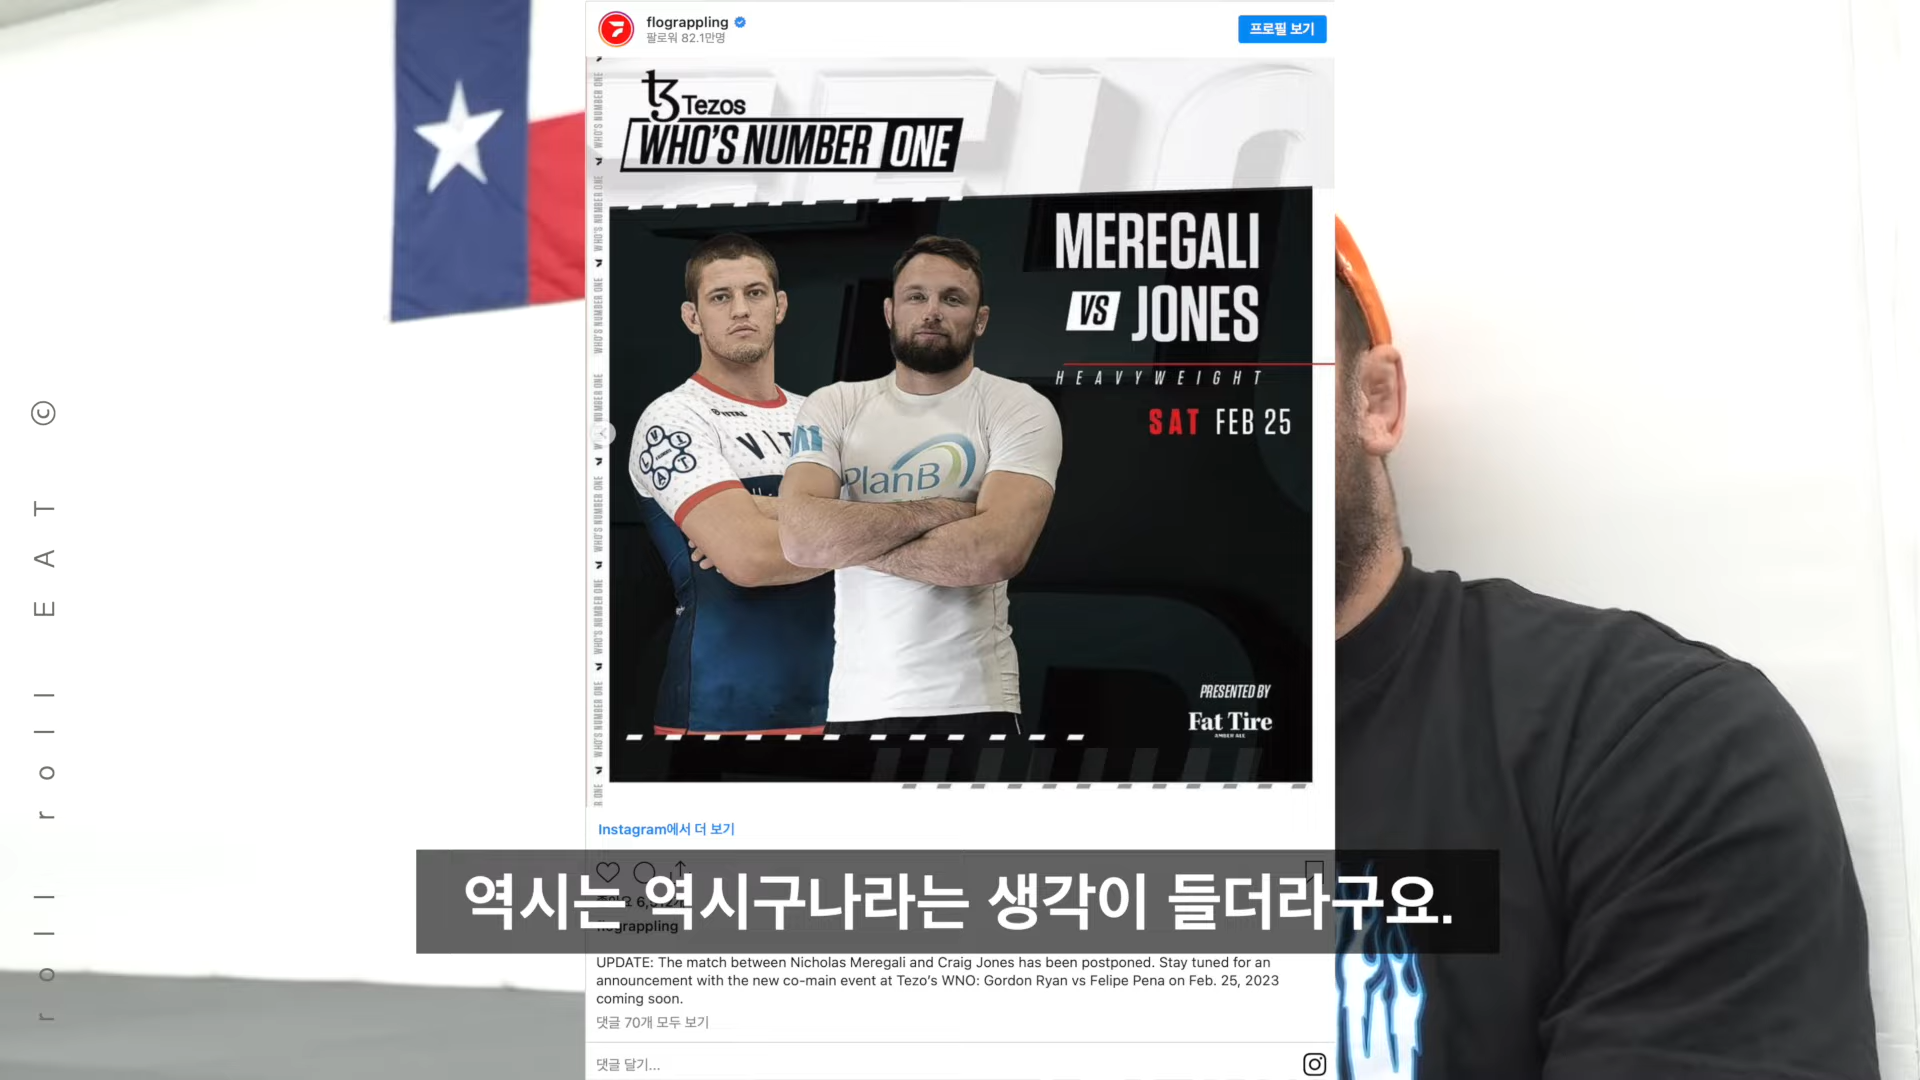 flograppling
팔로워 82.1만명
프로필 보기
Tezos
WHO'S NUMBER ONE
MEREGALI
VS JONES
HEAVYWEIGHT
SAT FEB 25
VITAL
PlanB
PRESENTED BY
Fat Tire
AMBER ALE
Instagram에서 더 보기
역시는 역시구나라는 생각이 들더라구요.
flograppling
UPDATE: The match between Nicholas Meregali and Craig Jones has been postponed. Stay tuned for an
announcement with the new co-main event at Tezo's WNO: Gordon Ryan vs Felipe Pena on Feb. 25, 2023
coming soon.
댓글 70개 모두 보기
댓글 달기...
roll roll EAT ©